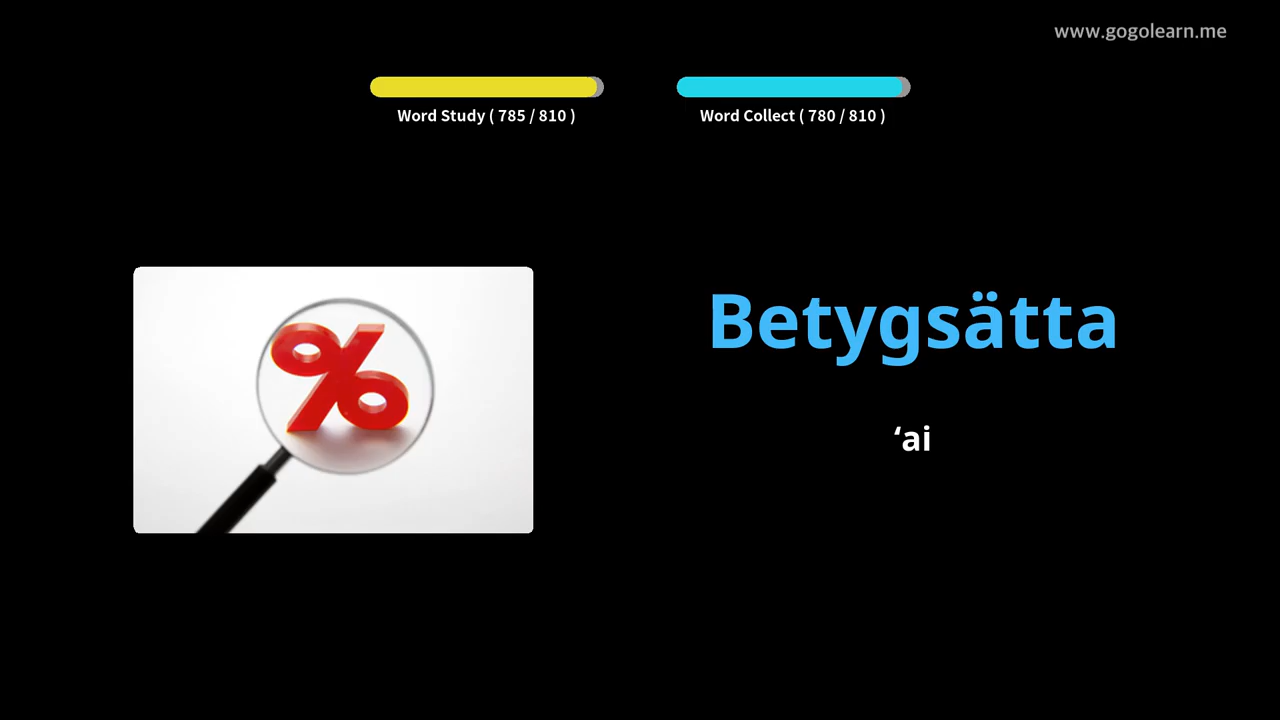 www.gogolearn.me
Word Study ( 785 / 810 )
Word Collect ( 780 / 810 )
%
Betygsätta
‘ai